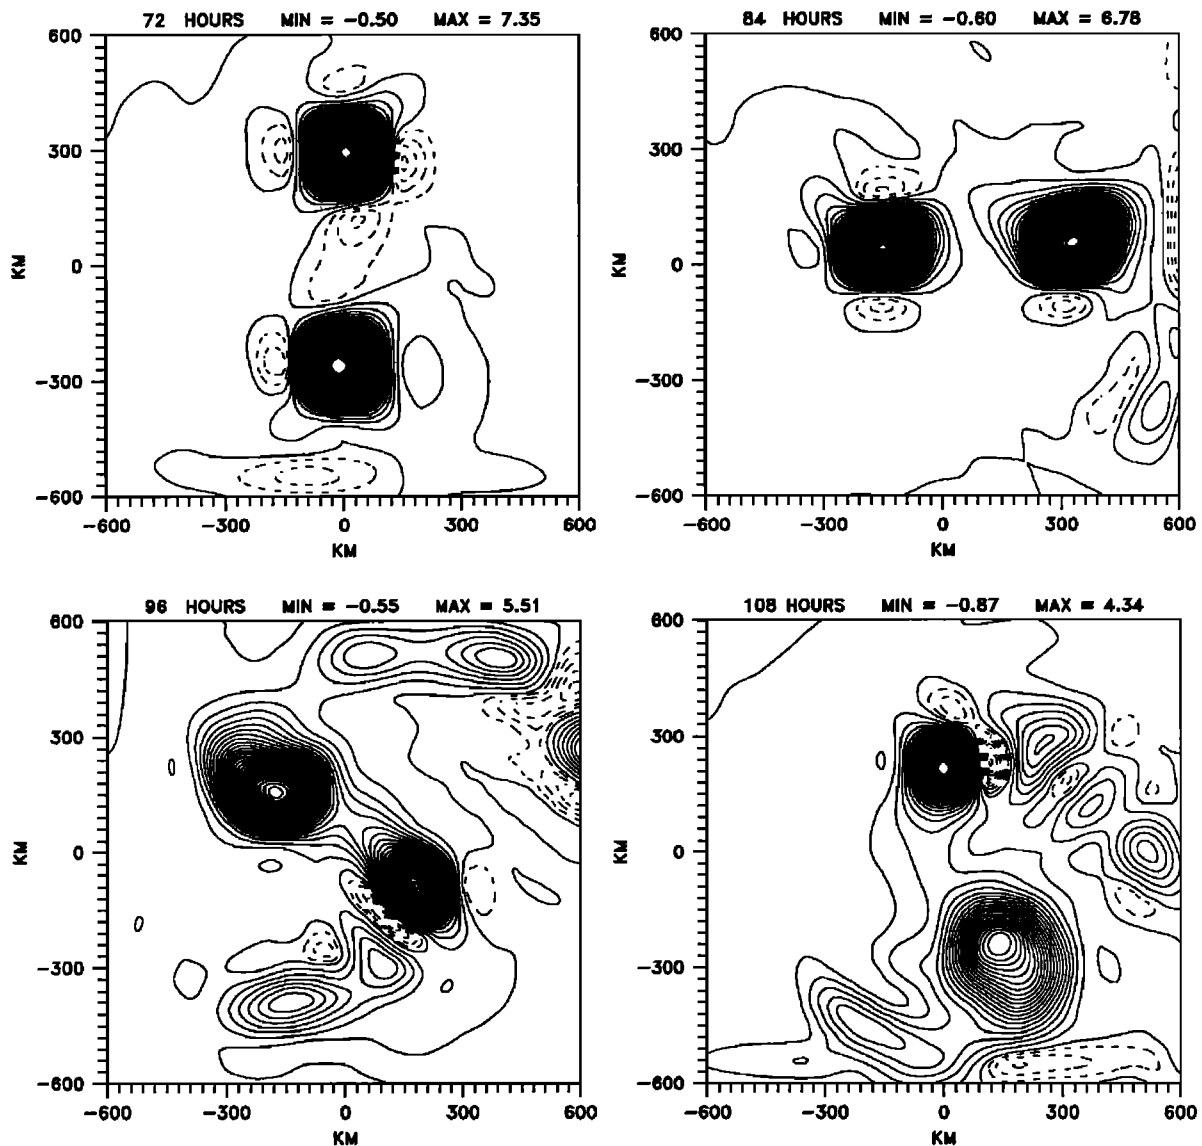 72 HOURS MIN = -0.50 MAX = 7.35
600
300
0
-300
-600
KM
-600 -300 0 300 600
KM
84 HOURS MIN = -0.60 MAX = 6.78
600
300
0
-300
-600
KM
-600 -300 0 300 600
KM
96 HOURS MIN = -0.55 MAX = 5.51
600
300
0
-300
-600
KM
-600 -300 0 300 600
KM
108 HOURS MIN = -0.87 MAX = 4.34
600
300
0
-300
-600
KM
-600 -300 0 300 600
KM